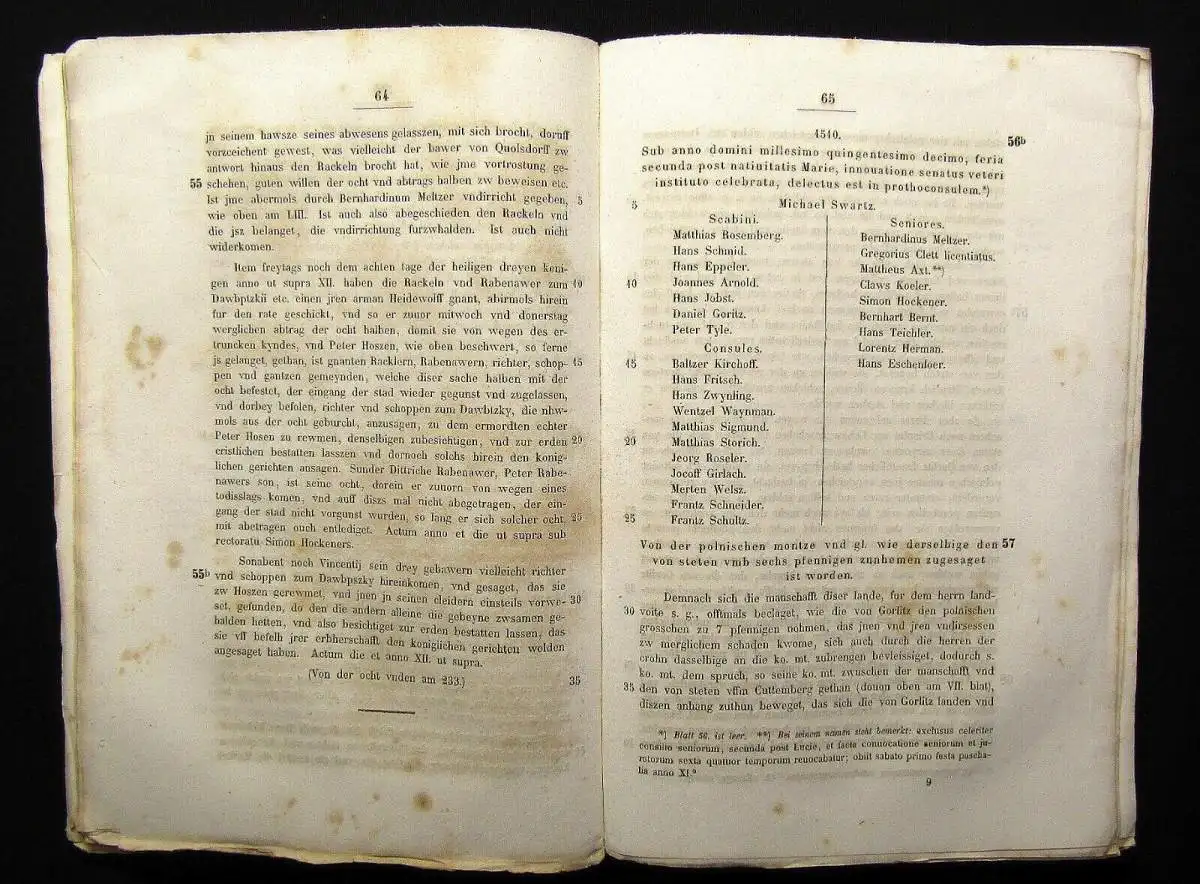 64
jn seinem hawsze seines abwesens gelasszen, mit sich brocht, doruff
vorzceichent gewest, was vielleicht der bawer von Quolsdorff zw
antwort hinaus den Rackeln brocht hat, wie jme vortrostung ge-
55 schehen, guten willen der ocht vnd abtrags halben zw beweisen etc.
Ist jme abermols durch Bernhardinum Meltzer vndirricht gegeben, 5
wie oben am LIII. Ist auch also abegeschieden den Rackeln vnd
die jsz belanget, die vndirrichtung furzwhalden. Ist auch nicht
widerkomen.
Item freytags noch dem achten tage der heiligen dreyen koni-
gen anno ut supra XII. haben die Rackeln vnd Rabenawer zum 10
Dawbptzkii etc. einen jren arman Heidewolff gnant, abirmols hirein
fur den rate geschickt, vnd so er zuuor mitwoch vnd donerstag
werglichen abtrag der ocht halben, domit sie von wegen des er-
truncken kyndes, vnd Peter Hoszen, wie oben beschwert, so ferne
js gelanget, gethan, ist gnanten Racklern, Rabenawern, richter, schop- 15
pen vnd gantzen gemeynden, welche diser sache halben mit der
ocht befestet, der eingang der stad wieder gegunst vnd zugelassen,
vnd dorbey befolen, richter vnd schoppen zum Dawbtzky, die nhw-
mols aus der ocht geburcht, anzusagen, zu dem ermordten echter
Peter Hosen zu rewmen, denselbigen zubesichtigen, vnd zur erden 20
cristlichen bestatten lasszen vnd dernoch solchs hirein den konig-
lichen gerichten ausagen. Sunder Dittriche Rabenawer, Peter Rabe-
nawers son, ist seine ocht, dorein er zuuorn von wegen eines
todisslags komen, vnd auff diszs mal nicht abegetragen, der ein-
gang der stad nicht vorgunst wurden, so lang er sich solcher ocht 25
mit abetragen ouch entlediget. Actum anno et die ut supra sub
rectoratu Simon Hockeners.
Sonabent noch Vincentij sein drey gebawern vielleicht richter
55b vnd schoppen zum Dawbpszky hireinkomen, vnd gesaget, das sie
zw Hoszen gerewmet, vnd jnen ju seinen cleidern einsteils vorwe- 30
set, gefunden, do den die andern alleine die gebeyne zwsamen ge-
halden hetten, vnd also besichtiget zur erden bestatten lassen, das
sie vff befelh jrer erbherschafft den koniglichen gerichten wolden
angesaget haben. Actum die et anno XII. ut supra.
(Von der ocht vnden am 233.) 35
65
1510. 56b
Sub anno domini millesimo quingentesimo decimo, feria
secunda post natiuitatis Marie, innouatione senatus veteri
instituto celebrata, delectus est in prothoconsulem.*)
5 Michael Swartz.
Scabini.
Matthias Rosemberg.
Hans Schmid.
Hans Eppeler.
10 Joannes Arnold.
Hans Jobst.
Daniel Goritz.
Peter Tyle.
Consules.
15 Baltzer Kirchoff.
Hans Fritsch.
Hans Zwynling.
Wentzel Waynman.
Matthias Sigmund.
20 Matthias Storich.
Jeorg Roseler.
Jocoff Girlach.
Merten Welsz.
Frantz Schneider.
25 Frantz Schultz.
Seniores.
Bernhardinus Meltzer.
Gregorius Clett licentiatus.
Mattheus Axt.**)
Claws Koeler.
Simon Hockener.
Bernhart Bernt.
Hans Teichler.
Lorentz Herman.
Hans Eschenloer.
Von der polnischen montze vnd gl. wie derselbige den 57
von steten vmb sechs pfennigen zunhemen zugesaget
ist worden.
Demnach sich die manschafft diser lande, fur dem herrn land-
30 voite s. g., offtmals beclaget, wie die von Gorlitz den polnischen
grosschen zu 7 pfennigen nohmen, das jnen vnd jren vndirsessen
zw merglichem schaden kwome, sich auch durch die herren der
crohn dasselbige an die ko. mt. zubrengen bevleissiget, dodurch s.
ko. mt. dem spruch, so seine ko. mt. zwuschen der manschafft vnd
35 den von steten vffin Cuttemberg gethan (douon oben am VII. blat),
diszen anhang zuthun beweget, das sich die von Gorlitz landen vnd
*) Blatt 56. ist leer. **) Bei seinem namen steht bemerkt: exclusus celeriter
consilio seniorum, secunda post Lucie, et facta conuocatione seniorum et ju-
ratorum sexta quatuor temporum reuocabatur; obiit sabato primo festa pascha-
lia anno XI.°
9